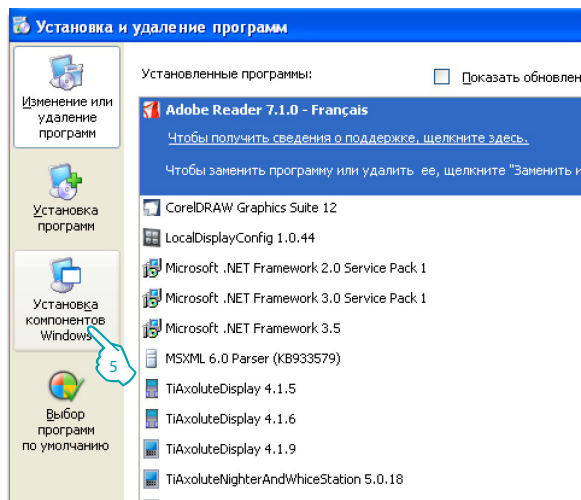 Установка и удаление программ
Изменение или
удаление
программ
Установка
программ
Установка
компонентов
Windows
5
Выбор
программ
по умолчанию
Установленные программы:
Показать обновлен
Adobe Reader 7.1.0 - Français
Чтобы получить сведения о поддержке, щелкните здесь.
Чтобы заменить программу или удалить ее, щелкните "Заменить и
CorelDRAW Graphics Suite 12
LocalDisplayConfig 1.0.44
Microsoft .NET Framework 2.0 Service Pack 1
Microsoft .NET Framework 3.0 Service Pack 1
Microsoft .NET Framework 3.5
MSXML 6.0 Parser (KB933579)
TiAxoluteDisplay 4.1.5
TiAxoluteDisplay 4.1.6
TiAxoluteDisplay 4.1.9
TiAxoluteNighterAndWhiceStation 5.0.18